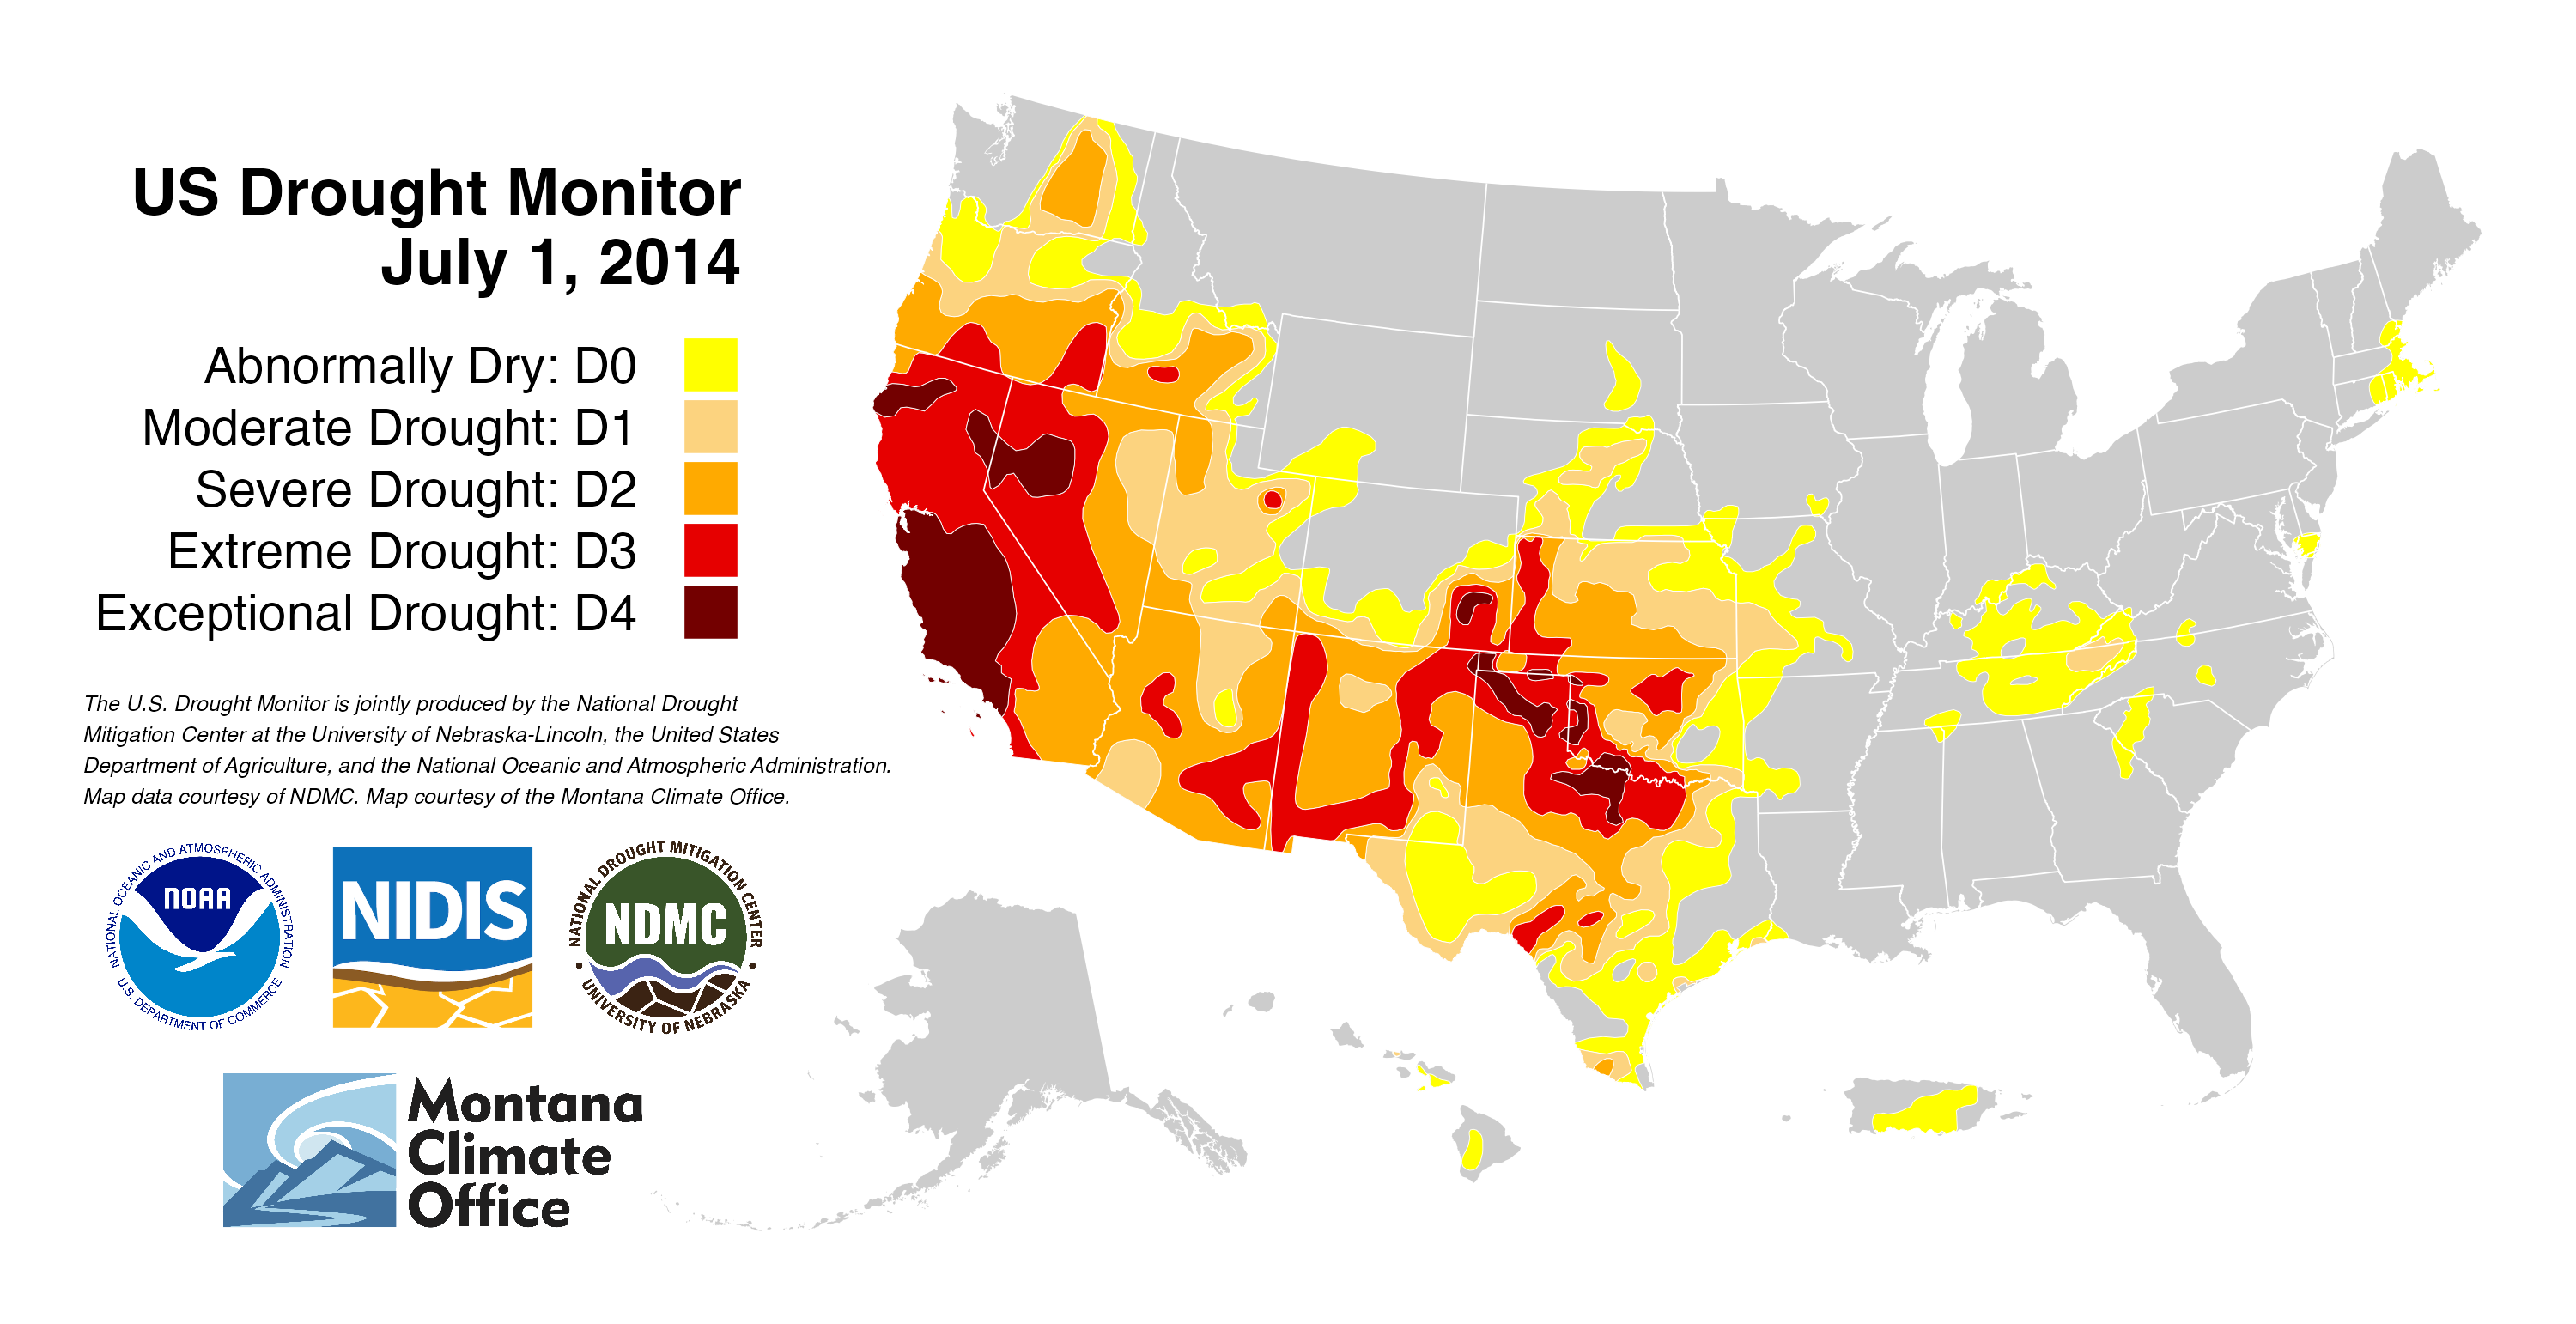 US Drought Monitor
July 1, 2014
Abnormally Dry: D0
Moderate Drought: D1
Severe Drought: D2
Extreme Drought: D3
Exceptional Drought: D4
The U.S. Drought Monitor is jointly produced by the National Drought
Mitigation Center at the University of Nebraska-Lincoln, the United States
Department of Agriculture, and the National Oceanic and Atmospheric Administration.
Map data courtesy of NDMC. Map courtesy of the Montana Climate Office.
NATIONAL OCEANIC AND ATMOSPHERIC ADMINISTRATION
NOAA
U.S. DEPARTMENT OF COMMERCE
NIDIS
NATIONAL DROUGHT MITIGATION CENTER
NDMC
UNIVERSITY OF NEBRASKA
Montana
Climate
Office